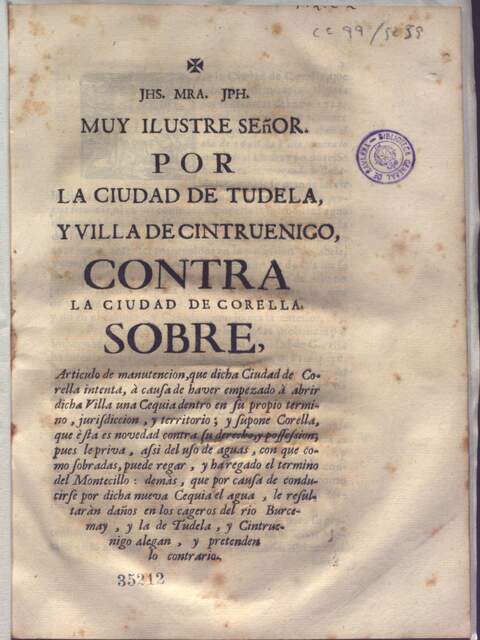 JHS. MRA. JPH.
MUY ILUSTRE SEñOR.
POR
LA CIUDAD DE TUDELA,
Y VILLA DE CINTRUENIGO,
CONTRA
LA CIUDAD DE CORELLA.
SOBRE,
Articulo de manutencion, que dicha Ciudad de Co-
rella intenta, à causa de haver empezado à abrir
dicha Villa una Cequia dentro en su propio termi-
no, jurisdiccion, y territorio; y supone Corella,
que èsta es novedad contra su derecho, y possession,
pues le priva, assi del uso de aguas, con que co-
mo sobradas, puede regar, y ha regado el termino
del Montecillo: demàs, que por causa de condu-
cirse por dicha nueva Cequia el agua, le resul-
taràn daños en los cageros del rio Burce-
may, y la de Tudela, y Cintrue-
nigo alegan, y pretenden
lo contrario.
35212
BIBLIOTECA GENERAL DE NAVARRA